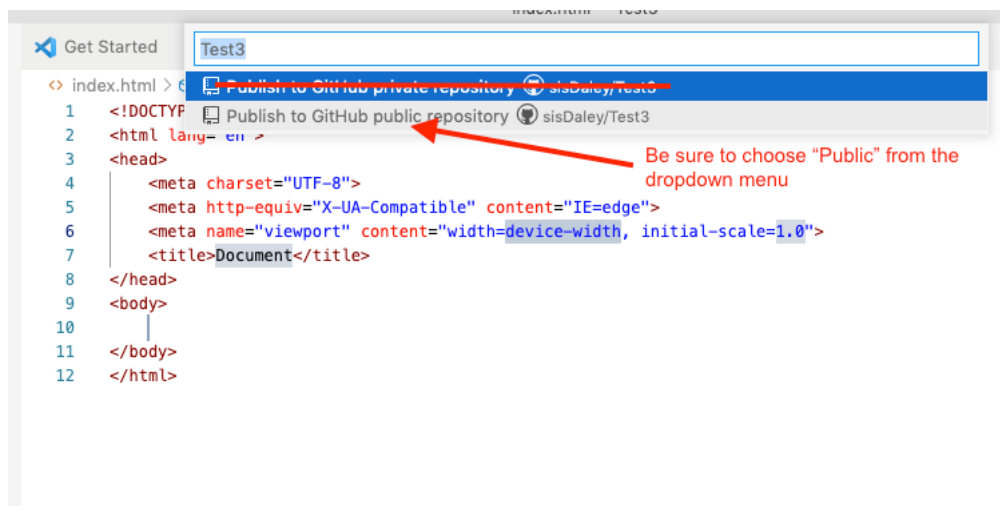 index.html — Test3
Get Started
Test3
<> index.html >
Publish to GitHub private repository sisDaley/Test3
Publish to GitHub public repository sisDaley/Test3
Be sure to choose “Public” from the
dropdown menu
1 <!DOCTYP
2 <html lang="en">
3 <head>
4 <meta charset="UTF-8">
5 <meta http-equiv="X-UA-Compatible" content="IE=edge">
6 <meta name="viewport" content="width=device-width, initial-scale=1.0">
7 <title>Document</title>
8 </head>
9 <body>
10
11 </body>
12 </html>